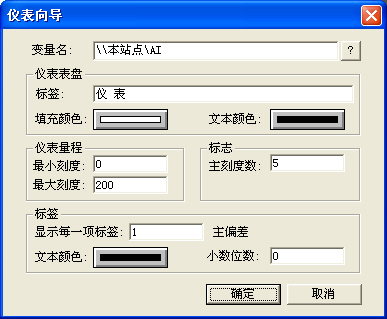 仪表向导
变量名: \\本站点\AI ?
仪表表盘
标签: 仪 表
填充颜色: 文本颜色:
仪表量程 标志
最小刻度: 0 主刻度数: 5
最大刻度: 200
标签
显示每一项标签: 1 主偏差
文本颜色: 小数位数: 0
确定 取消